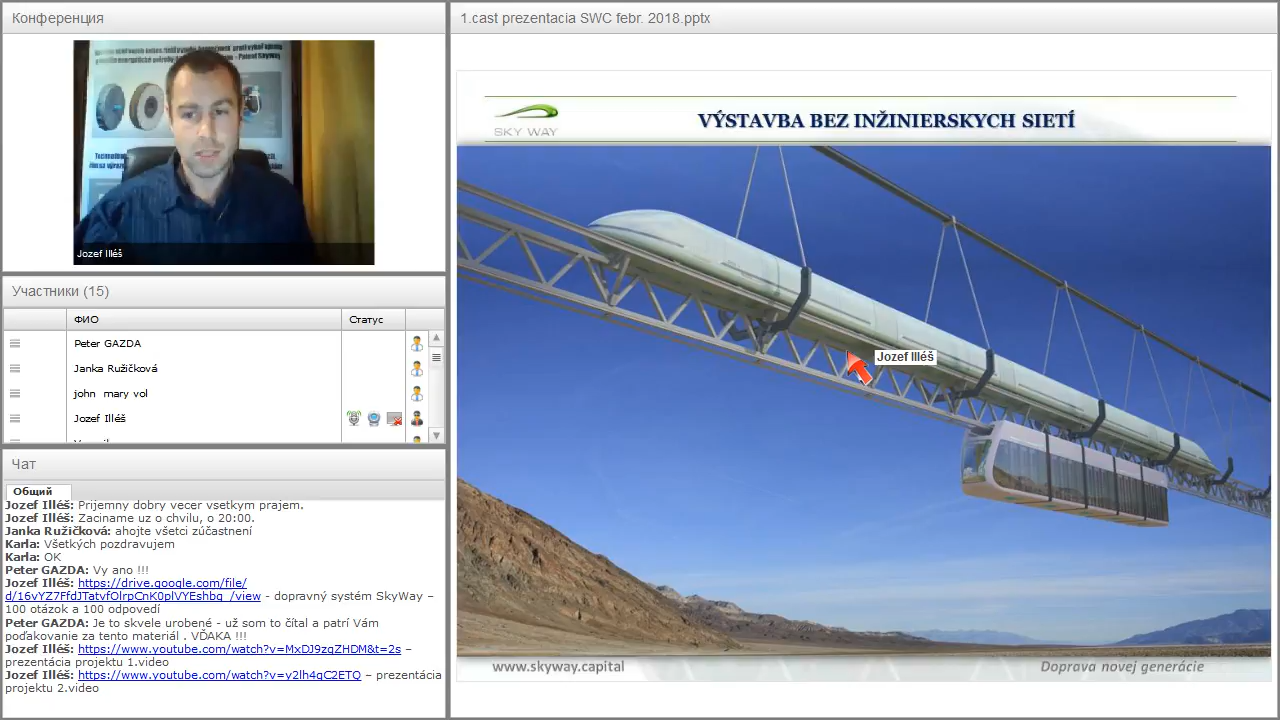 Конференция
Jozef Illéš
Участники (15)
ФИО
Статус
Peter GAZDA
Janka Ružičková
john mary vol
Jozef Illéš
Чат
Общий
Jozef Illéš: Prijemny dobry vecer vsetkym prajem.
Jozef Illéš: Zaciname uz o chvilu, o 20:00.
Janka Ružičková: ahojte všetci zúčastnení
Karla: Všetkých pozdravujem
Karla: OK
Peter GAZDA: Vy ano !!!
Jozef Illéš: https://drive.google.com/file/
d/16vYZ7FfdJTatvfOlrpCnK0plVYEshbq_/view - dopravný systém SkyWay –
100 otázok a 100 odpovedí
Peter GAZDA: Je to skvele urobené - už som to čítal a patrí Vám
poďakovanie za tento materiál . VĎAKA !!!
Jozef Illéš: https://www.youtube.com/watch?v=MxDJ9zqZHDM&t=2s –
prezentácia projektu 1.video
Jozef Illéš: https://www.youtube.com/watch?v=y2lh4gC2ETQ – prezentácia
projektu 2.video
1.cast prezentacia SWC febr. 2018.pptx
SKY WAY
VÝSTAVBA BEZ INŽINIERSKYCH SIETÍ
Jozef Illéš
www.skyway.capital
Doprava novej generácie